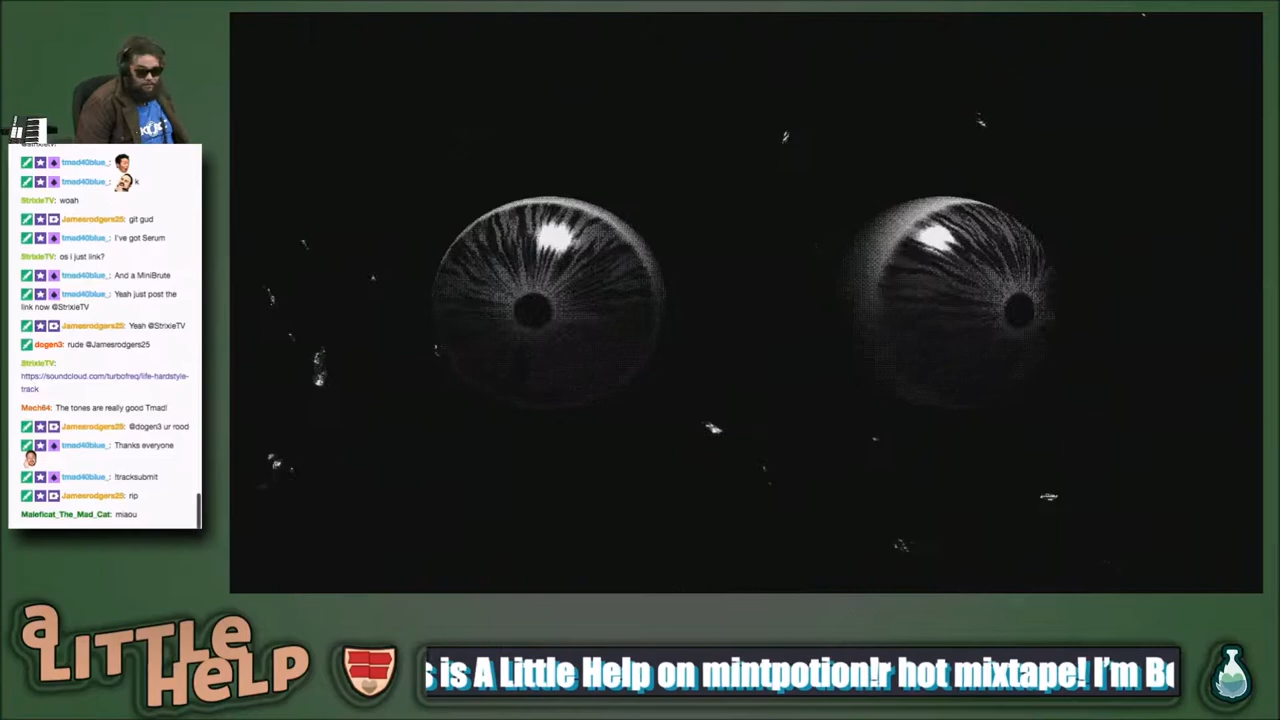 tmad40blue_:
tmad40blue_: k
StrixieTV: woah
Jamesrodgers25: git gud
tmad40blue_: I've got Serum
StrixieTV: os i just link?
tmad40blue_: And a MiniBrute
tmad40blue_: Yeah just post the
link now @StrixieTV
Jamesrodgers25: Yeah @StrixieTV
dogen3: rude @Jamesrodgers25
StrixieTV:
https://soundcloud.com/turbofreq/life-hardstyle-
track
Mech64: The tones are really good Tmad!
Jamesrodgers25: @dogen3 ur rood
tmad40blue_: Thanks everyone
tmad40blue_: !tracksubmit
Jamesrodgers25: rip
Maleficat_The_Mad_Cat: miaou
a LiTTLe HeLP
s is A Little Help on mintpotion!r hot mixtape! I'm B